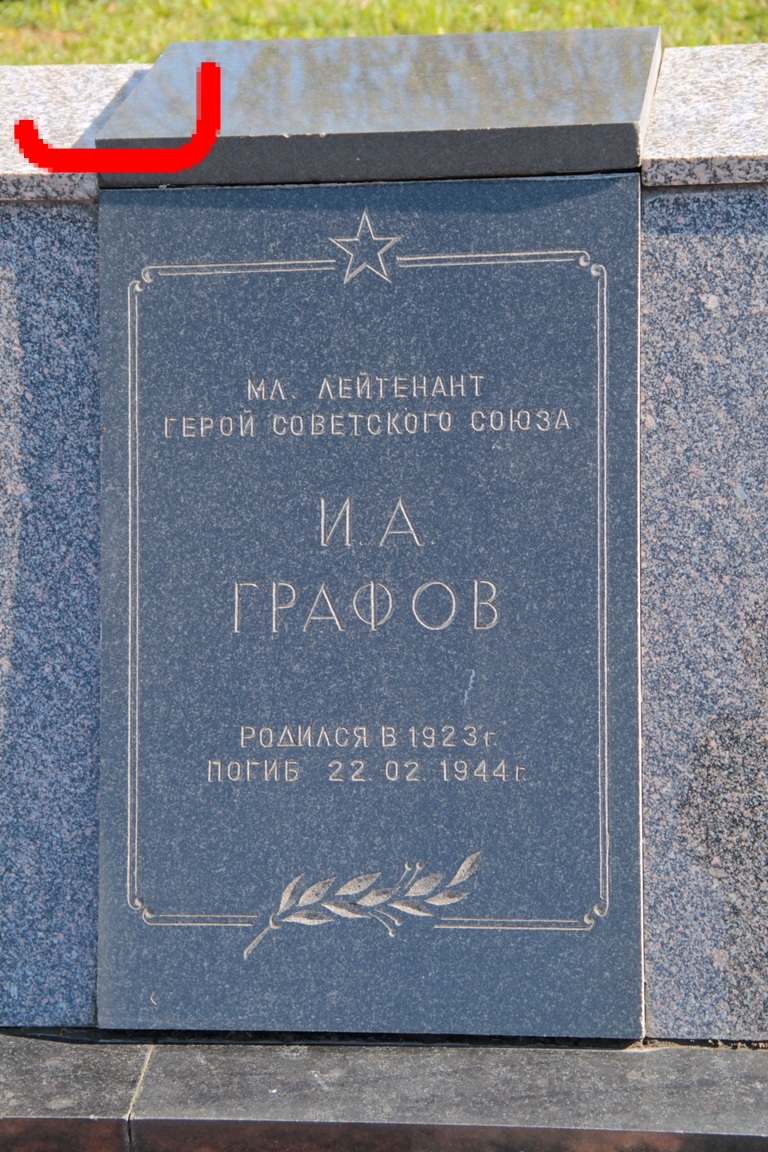 МЛ. ЛЕЙТЕНАНТ
ГЕРОЙ СОВЕТСКОГО СОЮЗА
И.А.
ГРАФОВ
РОДИЛСЯ В 1923 г.
ПОГИБ 22.02.1944 г.